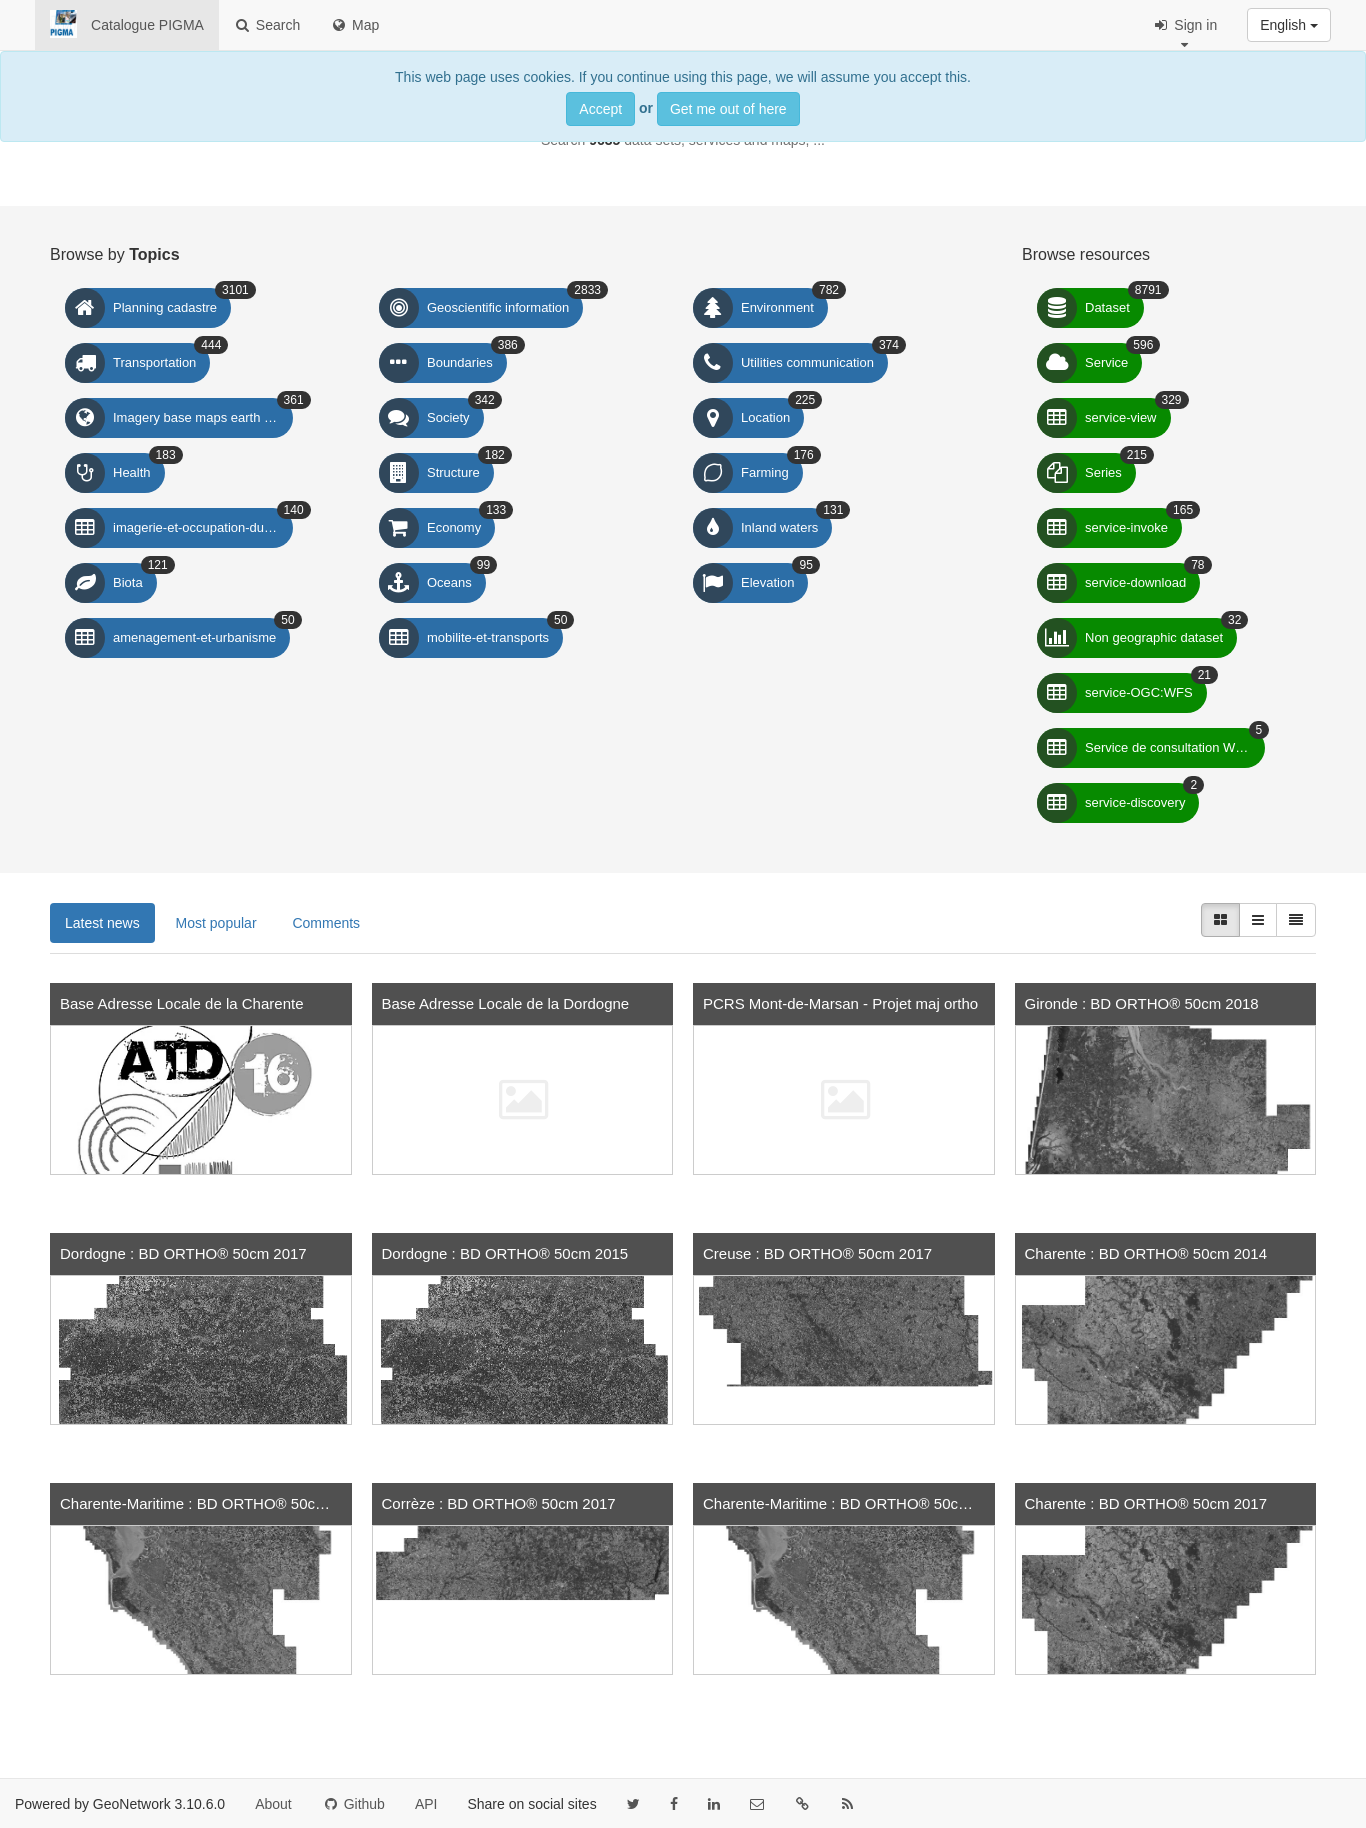 PIGMA Catalogue PIGMA Search Map Sign in English
This web page uses cookies. If you continue using this page, we will assume you accept this.
Accept or Get me out of here
data sets, services and maps, ...
Browse by Topics
Browse resources
Planning cadastre 3101
Geoscientific information 2833
Environment 782
Dataset 8791
Transportation 444
Boundaries 386
Utilities communication 374
Service 596
Imagery base maps earth ... 361
Society 342
Location 225
service-view 329
Health 183
Structure 182
Farming 176
Series 215
imagerie-et-occupation-du... 140
Economy 133
Inland waters 131
service-invoke 165
Biota 121
Oceans 99
Elevation 95
service-download 78
amenagement-et-urbanisme 50
mobilite-et-transports 50
Non geographic dataset 32
service-OGC:WFS 21
Service de consultation W... 5
service-discovery 2
Latest news Most popular Comments
Base Adresse Locale de la Charente
Base Adresse Locale de la Dordogne
PCRS Mont-de-Marsan - Projet maj ortho
Gironde : BD ORTHO® 50cm 2018
ATD 16
Dordogne : BD ORTHO® 50cm 2017
Dordogne : BD ORTHO® 50cm 2015
Creuse : BD ORTHO® 50cm 2017
Charente : BD ORTHO® 50cm 2014
Charente-Maritime : BD ORTHO® 50c...
Corrèze : BD ORTHO® 50cm 2017
Charente-Maritime : BD ORTHO® 50c...
Charente : BD ORTHO® 50cm 2017
Powered by GeoNetwork 3.10.6.0 About Github API Share on social sites